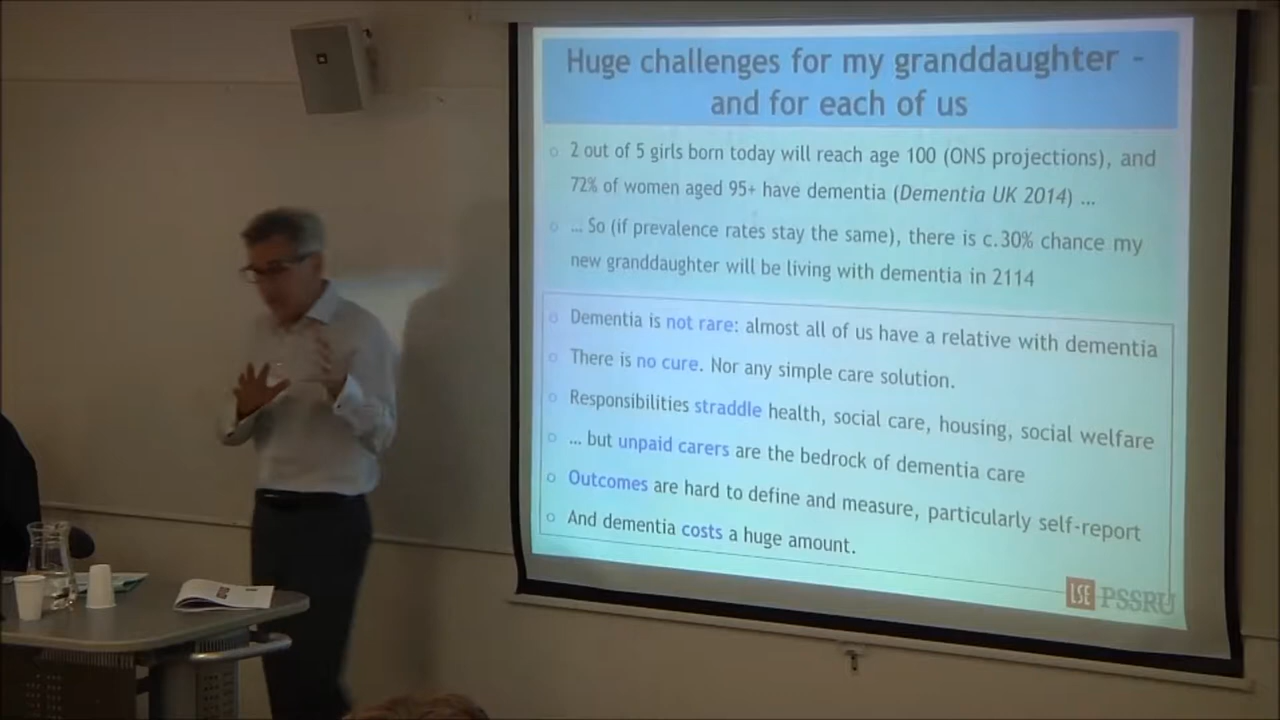 Huge challenges for my granddaughter -
and for each of us
2 out of 5 girls born today will reach age 100 (ONS projections), and
72% of women aged 95+ have dementia (Dementia UK 2014) ...
... So (if prevalence rates stay the same), there is c.30% chance my
new granddaughter will be living with dementia in 2114
Dementia is not rare: almost all of us have a relative with dementia
There is no cure. Nor any simple care solution.
Responsibilities straddle health, social care, housing, social welfare
... but unpaid carers are the bedrock of dementia care
Outcomes are hard to define and measure, particularly self-report
And dementia costs a huge amount.
LSE PSSRU